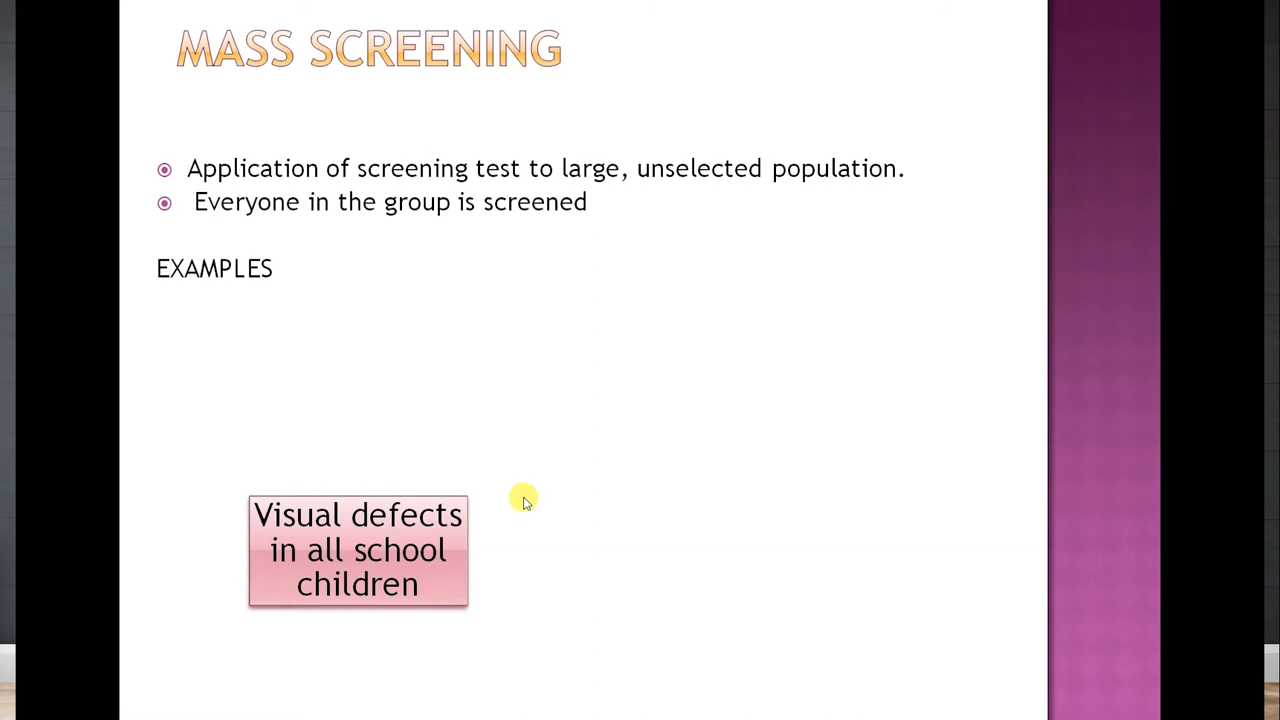 MASS SCREENING
Application of screening test to large, unselected population.
Everyone in the group is screened
EXAMPLES
Visual defects
in all school
children